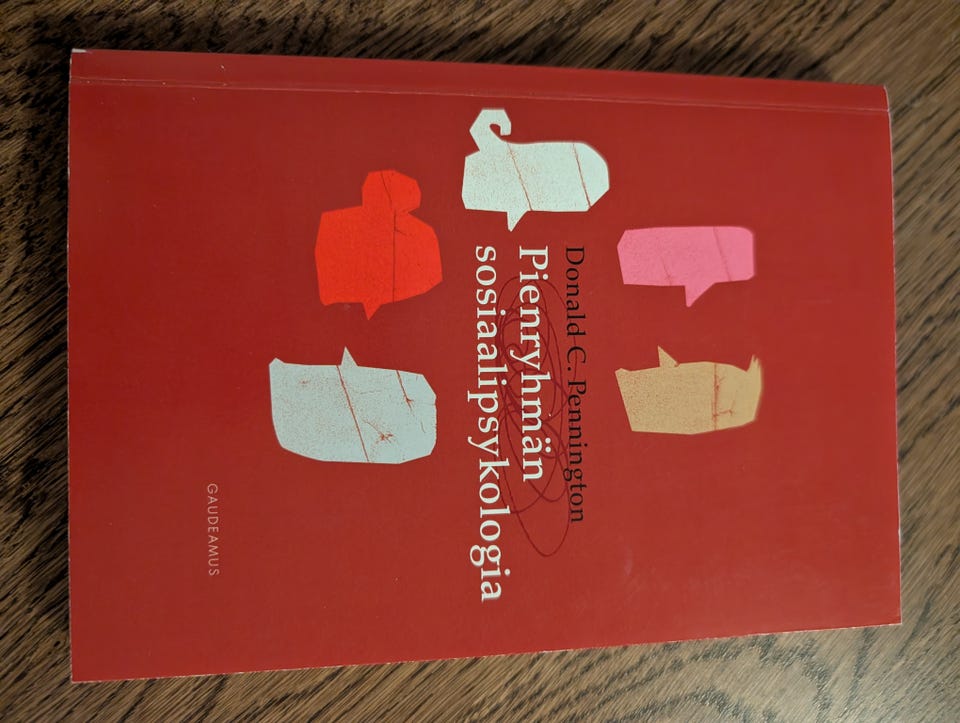 Donald C. Pennington
Pienryhmän
sosiaalipsykologia
GAUDEAMUS